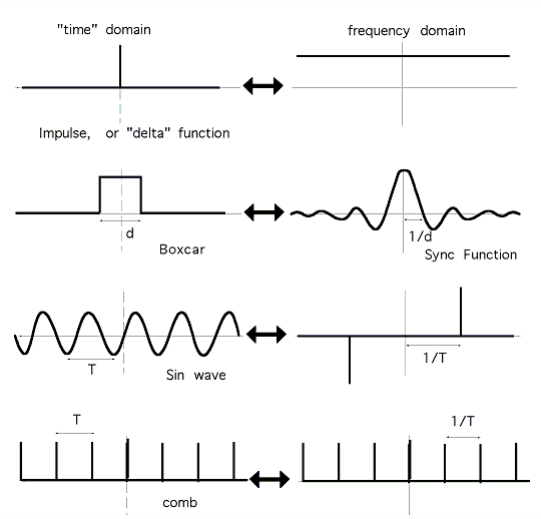 "time" domain
frequency domain
Impulse, or "delta" function
d
Boxcar
1/d
Sync Function
T
Sin wave
1/T
T
comb
1/T